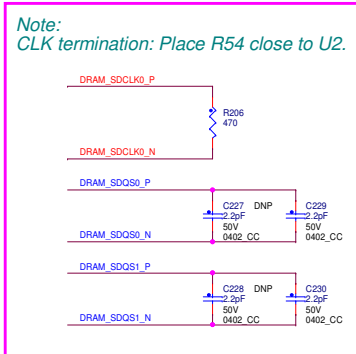 Note:
CLK termination: Place R54 close to U2.
DRAM_SDCLK0_P
R206
470
DRAM_SDCLK0_N
DRAM_SDQS0_P
C227 DNP C229
2.2pF 2.2pF
50V 50V
DRAM_SDQS0_N 0402_CC 0402_CC
DRAM_SDQS1_P
C228 DNP C230
2.2pF 2.2pF
50V 50V
DRAM_SDQS1_N 0402_CC 0402_CC